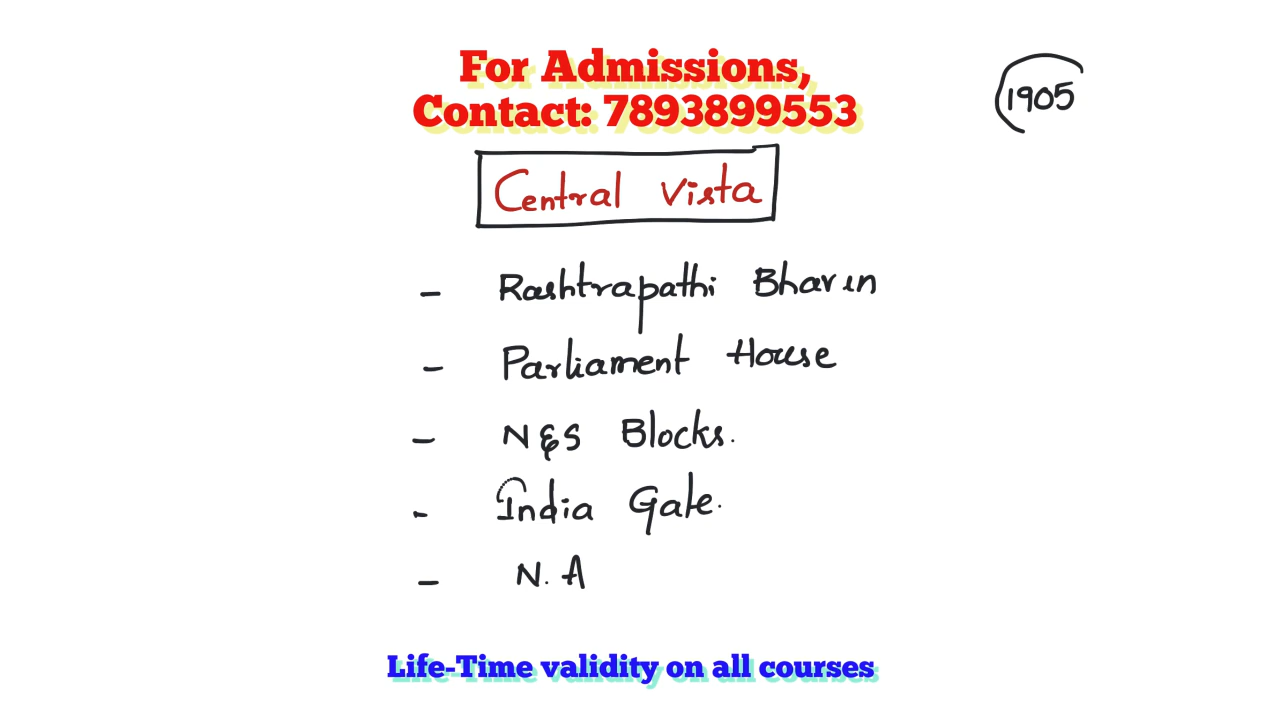 For Admissions,
Contact: 7893899553
1905
Central Vista
- Rashtrapathi Bhavan
- Parliament House
- N&S Blocks.
- India Gate.
- N.A
Life-Time validity on all courses